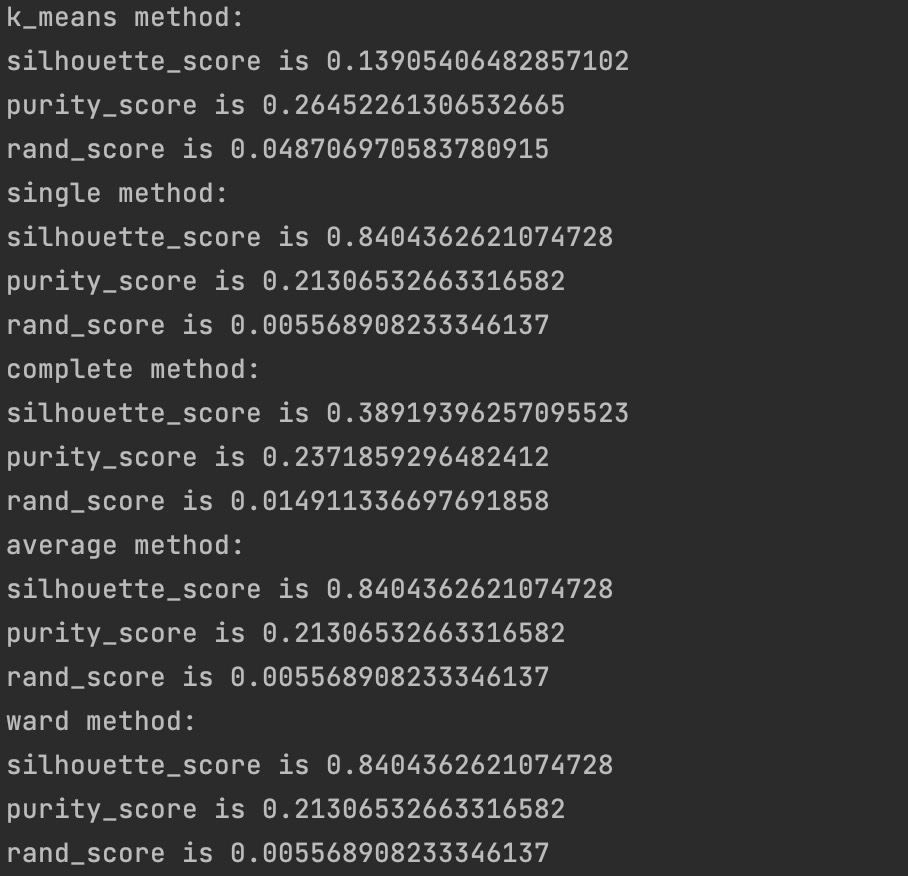 k_means method:
silhouette_score is 0.13905406482857102
purity_score is 0.26452261306532665
rand_score is 0.048706970583780915
single method:
silhouette_score is 0.8404362621074728
purity_score is 0.21306532663316582
rand_score is 0.005568908233346137
complete method:
silhouette_score is 0.38919396257095523
purity_score is 0.2371859296482412
rand_score is 0.014911336697691858
average method:
silhouette_score is 0.8404362621074728
purity_score is 0.21306532663316582
rand_score is 0.005568908233346137
ward method:
silhouette_score is 0.8404362621074728
purity_score is 0.21306532663316582
rand_score is 0.005568908233346137